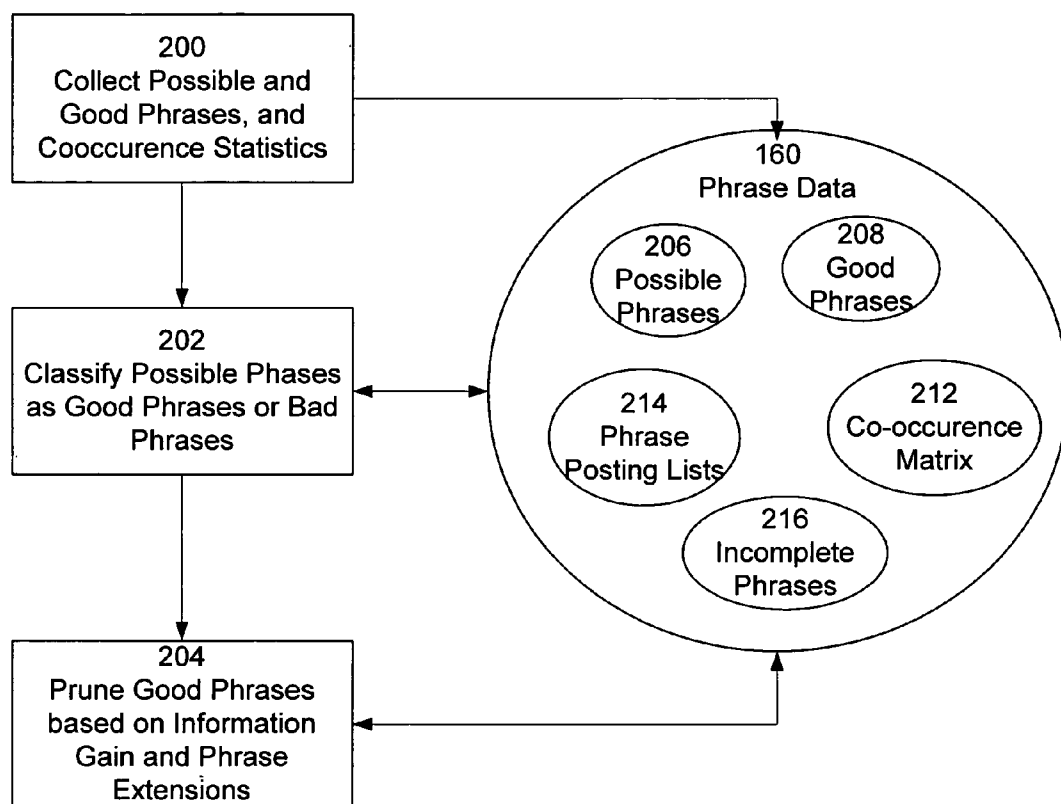 200
Collect Possible and
Good Phrases, and
Cooccurence Statistics
160
Phrase Data
206
Possible
Phrases
208
Good
Phrases
202
Classify Possible Phases
as Good Phrases or Bad
Phrases
214
Phrase
Posting Lists
212
Co-occurence
Matrix
216
Incomplete
Phrases
204
Prune Good Phrases
based on Information
Gain and Phrase
Extensions